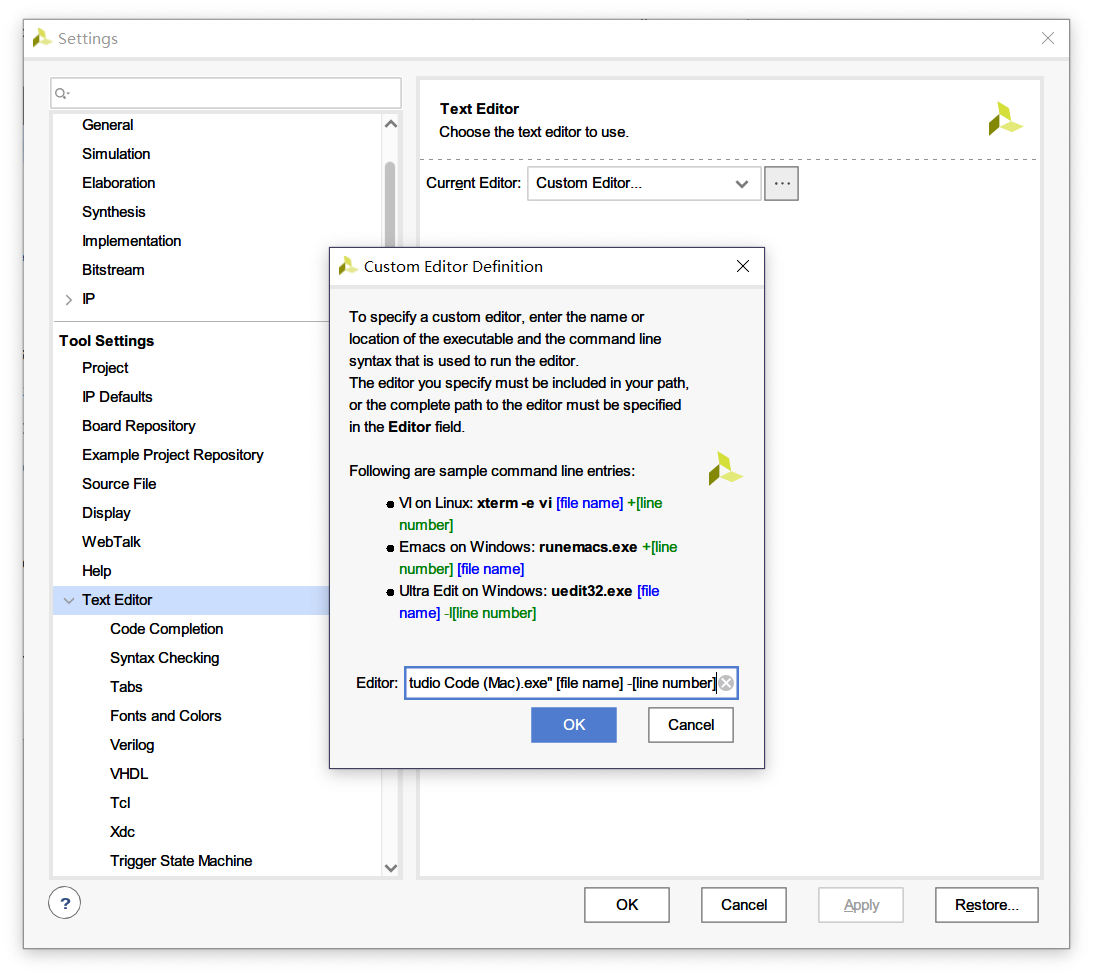 Settings
General
Simulation
Elaboration
Synthesis
Implementation
Bitstream
IP
Tool Settings
Project
IP Defaults
Board Repository
Example Project Repository
Source File
Display
WebTalk
Help
Text Editor
Code Completion
Syntax Checking
Tabs
Fonts and Colors
Verilog
VHDL
Tcl
Xdc
Trigger State Machine
Text Editor
Choose the text editor to use.
Current Editor: Custom Editor... ...
Custom Editor Definition
To specify a custom editor, enter the name or
location of the executable and the command line
syntax that is used to run the editor.
The editor you specify must be included in your path,
or the complete path to the editor must be specified
in the Editor field.
Following are sample command line entries:
● VI on Linux: xterm -e vi [file name] +[line
number]
● Emacs on Windows: runemacs.exe +[line
number] [file name]
● Ultra Edit on Windows: uedit32.exe [file
name] -l[line number]
Editor: tudio Code (Mac).exe" [file name] -[line number]
OK Cancel
? OK Cancel Apply Restore...